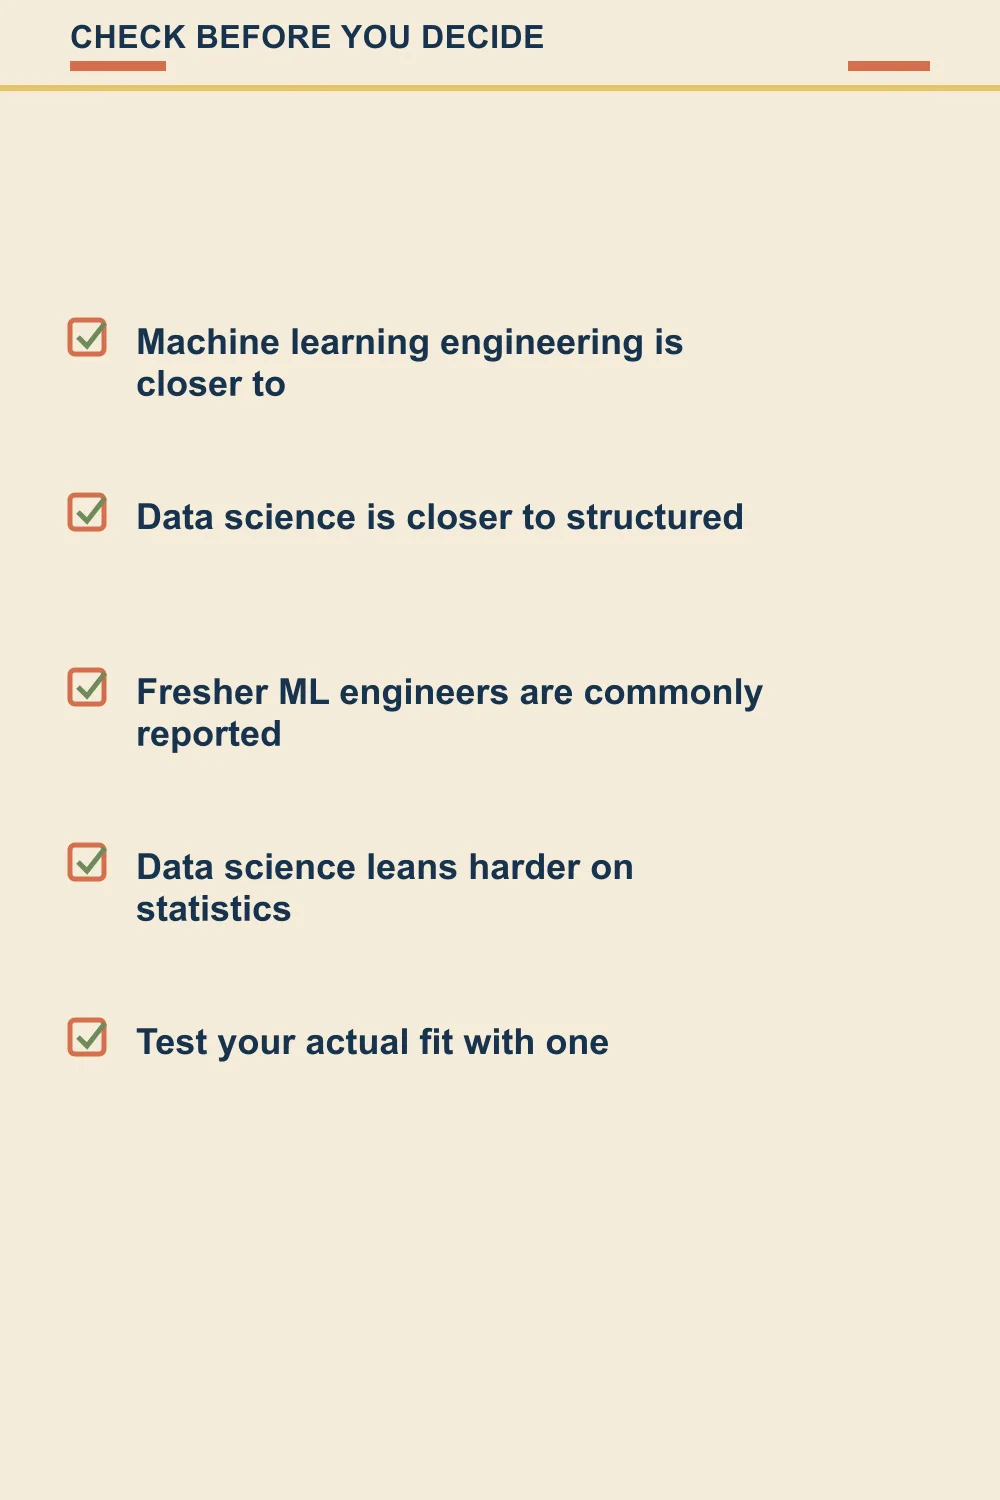 CHECK BEFORE YOU DECIDE
Machine learning engineering is
closer to
Data science is closer to structured
Fresher ML engineers are commonly
reported
Data science leans harder on
statistics
Test your actual fit with one